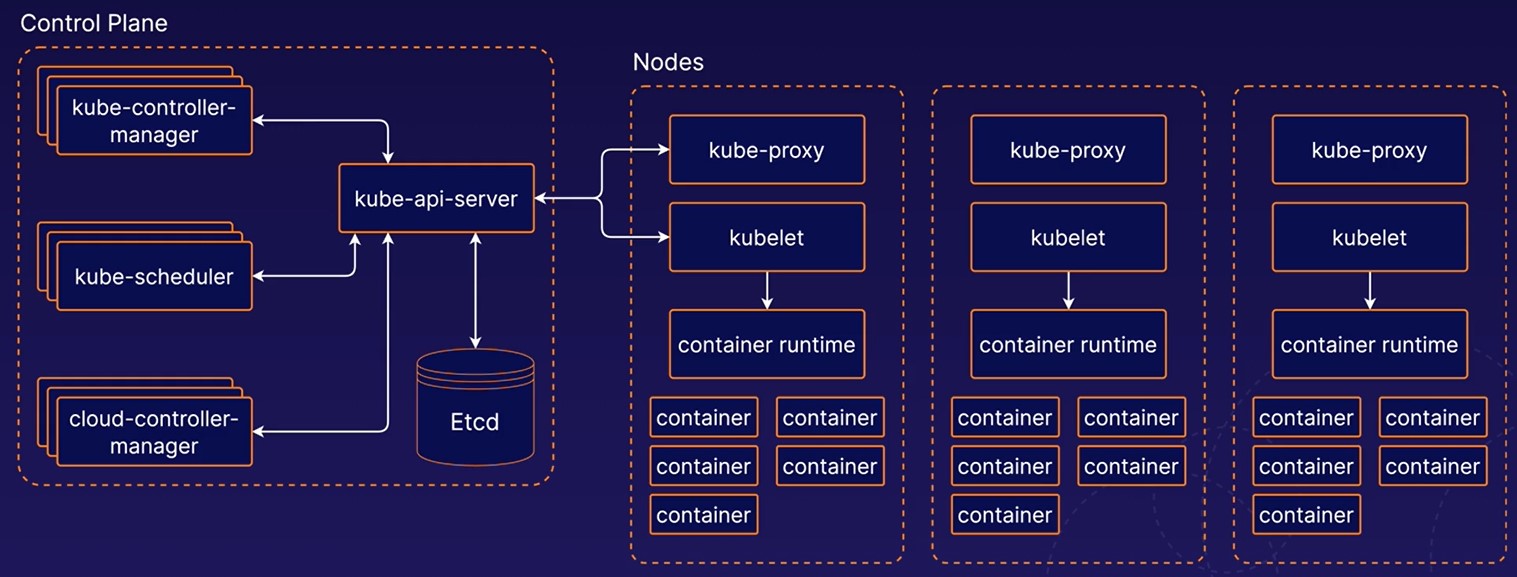 Control Plane
kube-controller-
manager
kube-api-server
kube-scheduler
cloud-controller-
manager
Etcd
Nodes
kube-proxy
kubelet
container runtime
container container
container container
container
kube-proxy
kubelet
container runtime
container container
container container
container
kube-proxy
kubelet
container runtime
container container
container container
container